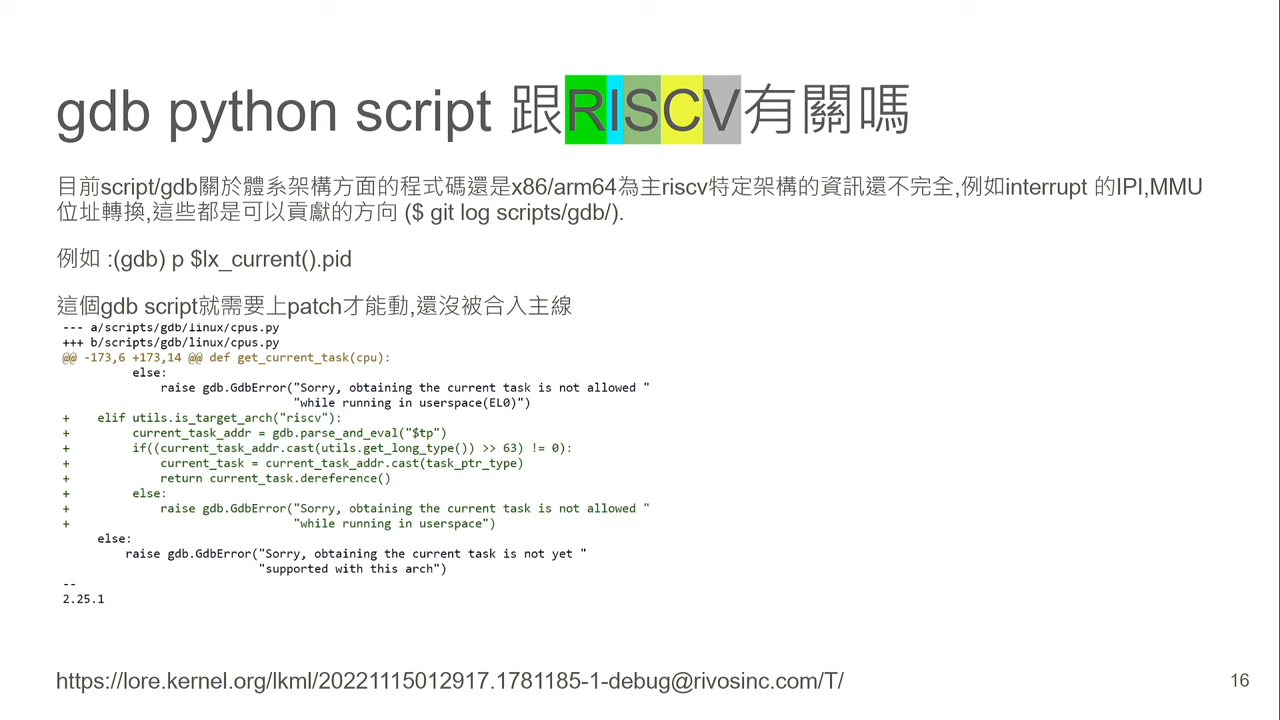 gdb python script 跟RISCV有關嗎
目前script/gdb關於體系架構方面的程式碼還是x86/arm64為主riscv特定架構的資訊還不完全,例如interrupt 的IPI,MMU
位址轉換,這些都是可以貢獻的方向 ($ git log scripts/gdb/).
例如 :(gdb) p $lx_current().pid
這個gdb script就需要上patch才能動,還沒被合入主線
--- a/scripts/gdb/linux/cpus.py
+++ b/scripts/gdb/linux/cpus.py
@@ -173,6 +173,14 @@ def get_current_task(cpu):
else:
raise gdb.GdbError("Sorry, obtaining the current task is not allowed "
"while running in userspace(EL0)")
+    elif utils.is_target_arch("riscv"):
+         current_task_addr = gdb.parse_and_eval("$tp")
+         if((current_task_addr.cast(utils.get_long_type()) >> 63) != 0):
+             current_task = current_task_addr.cast(task_ptr_type)
+             return current_task.dereference()
+         else:
+             raise gdb.GdbError("Sorry, obtaining the current task is not allowed "
+                                "while running in userspace")
else:
raise gdb.GdbError("Sorry, obtaining the current task is not yet "
"supported with this arch")
--
2.25.1
https://lore.kernel.org/lkml/20221115012917.1781185-1-debug@rivosinc.com/T/
16